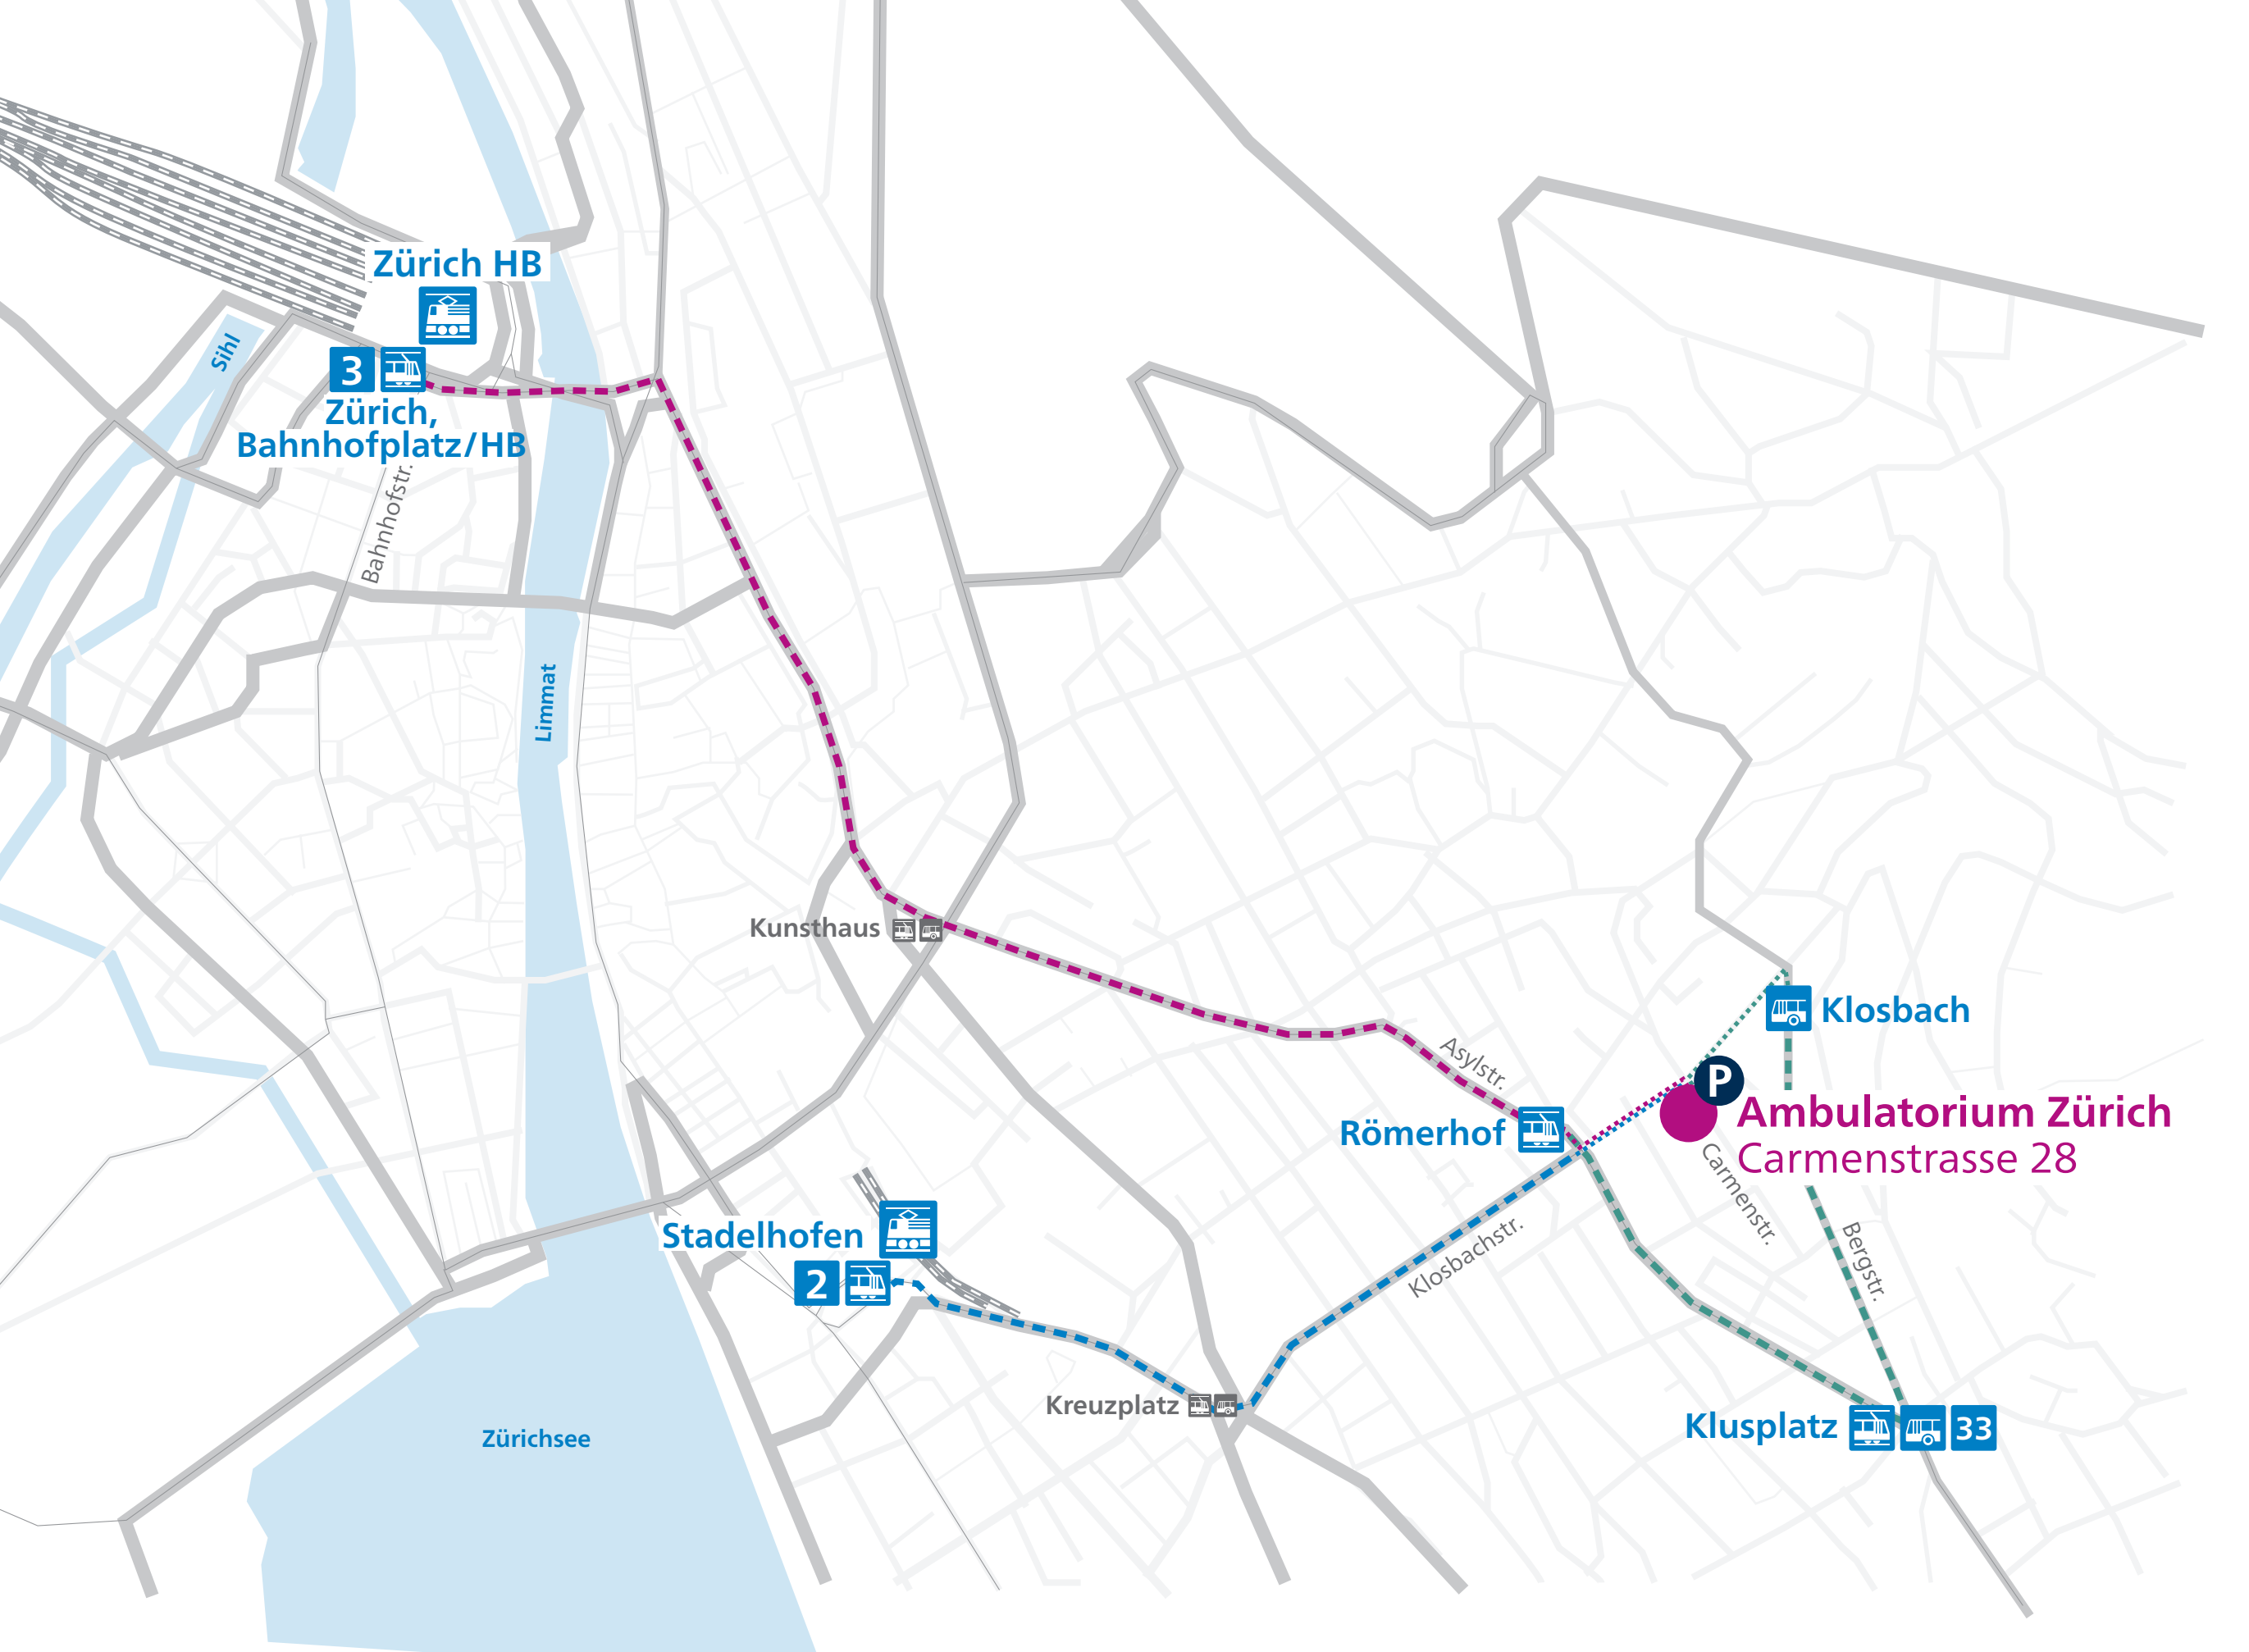 Zürich HB
Sihl
3
Zürich,
Bahnhofplatz/HB
Bahnhofstr.
Limmat
Kunsthaus
Klosbach
Asylstr.
P
Römerhof
Ambulatorium Zürich
Carmenstrasse 28
Carmenstr.
Stadelhofen
2
Klosbachstr.
Bergstr.
Kreuzplatz
Klusplatz
33
Zürichsee